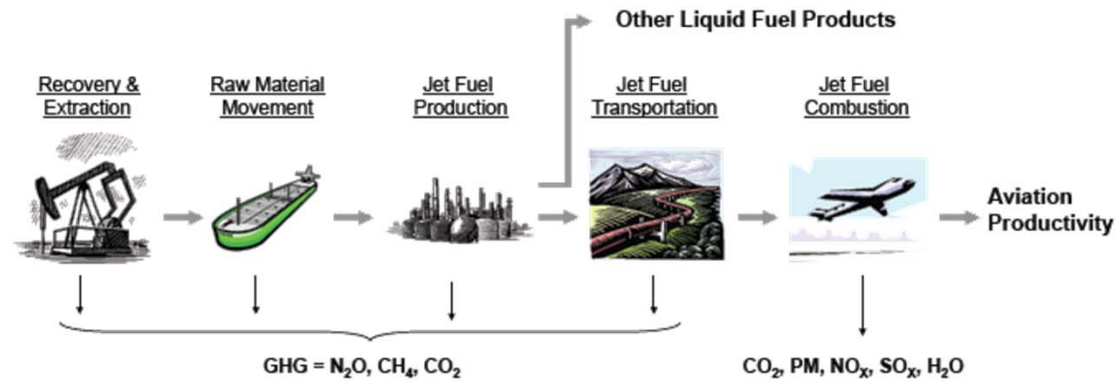 Other Liquid Fuel Products
Recovery &
Extraction
Raw Material
Movement
Jet Fuel
Production
Jet Fuel
Transportation
Jet Fuel
Combustion
Aviation
Productivity
GHG = N₂O, CH₄, CO₂
CO₂, PM, NOₓ, SOₓ, H₂O